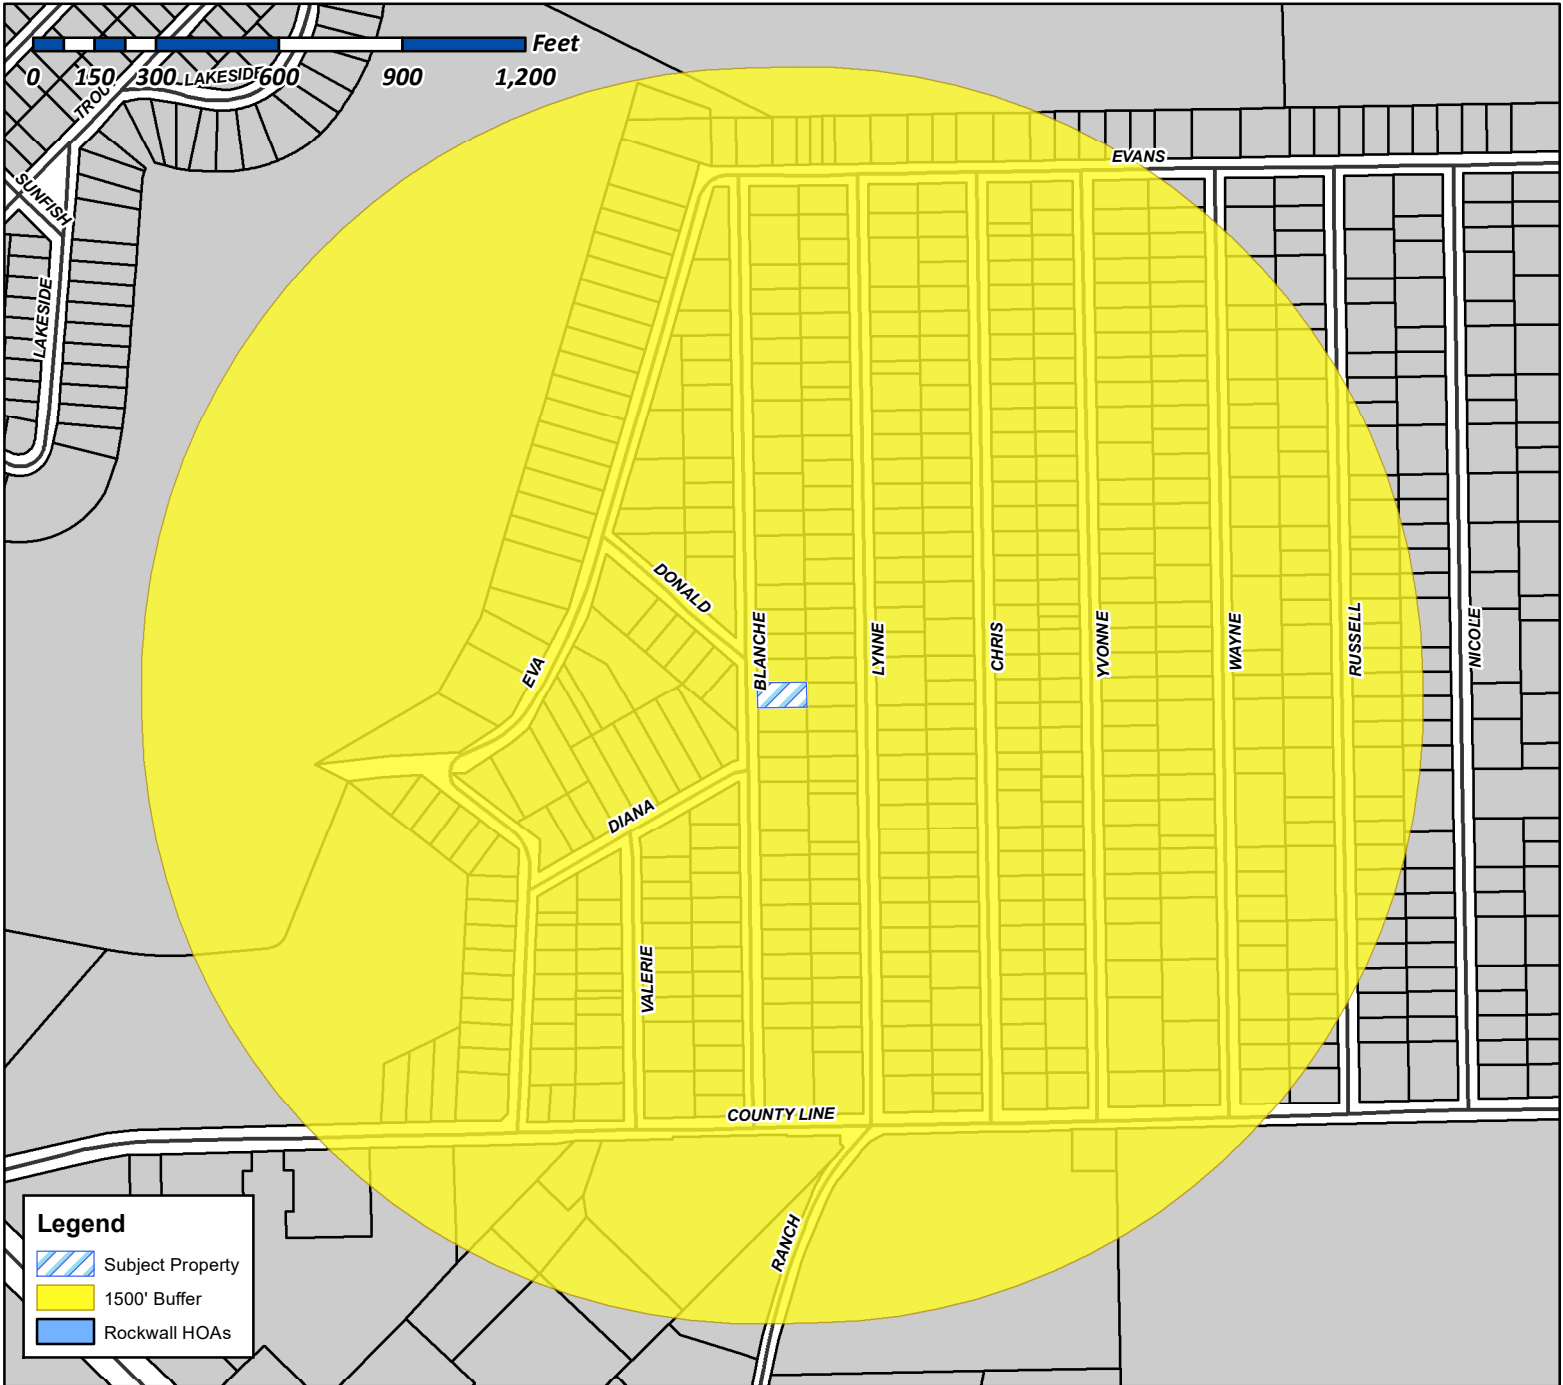 Feet
0 150 300 600 900 1,200
LAKESIDE
TROUT
SUNFISH
LAKESIDE
EVANS
DONALD
BLANCHE
LYNNE
CHRIS
YVONNE
WAYNE
RUSSELL
NICOLE
EVA
DIANA
VALERIE
COUNTY LINE
RANCH
Legend
Subject Property
1500' Buffer
Rockwall HOAs